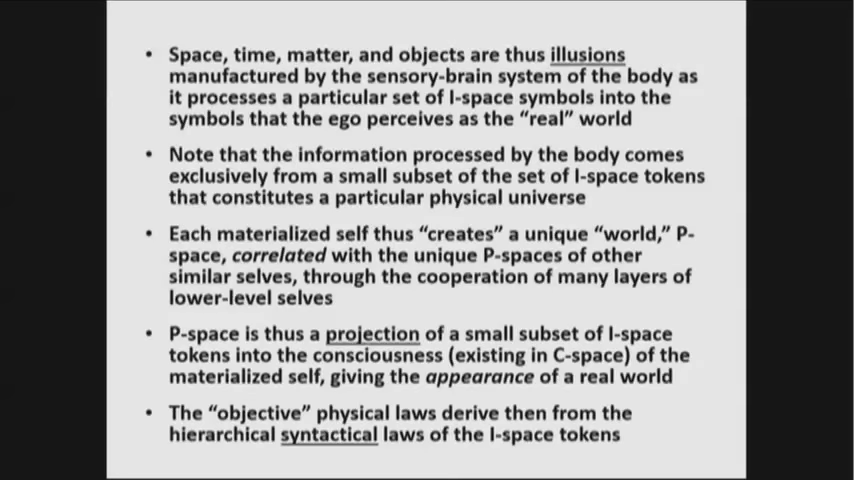 • Space, time, matter, and objects are thus illusions
manufactured by the sensory-brain system of the body as
it processes a particular set of I-space symbols into the
symbols that the ego perceives as the “real” world
• Note that the information processed by the body comes
exclusively from a small subset of the set of I-space tokens
that constitutes a particular physical universe
• Each materialized self thus “creates” a unique “world,” P-
space, correlated with the unique P-spaces of other
similar selves, through the cooperation of many layers of
lower-level selves
• P-space is thus a projection of a small subset of I-space
tokens into the consciousness (existing in C-space) of the
materialized self, giving the appearance of a real world
• The “objective” physical laws derive then from the
hierarchical syntactical laws of the I-space tokens